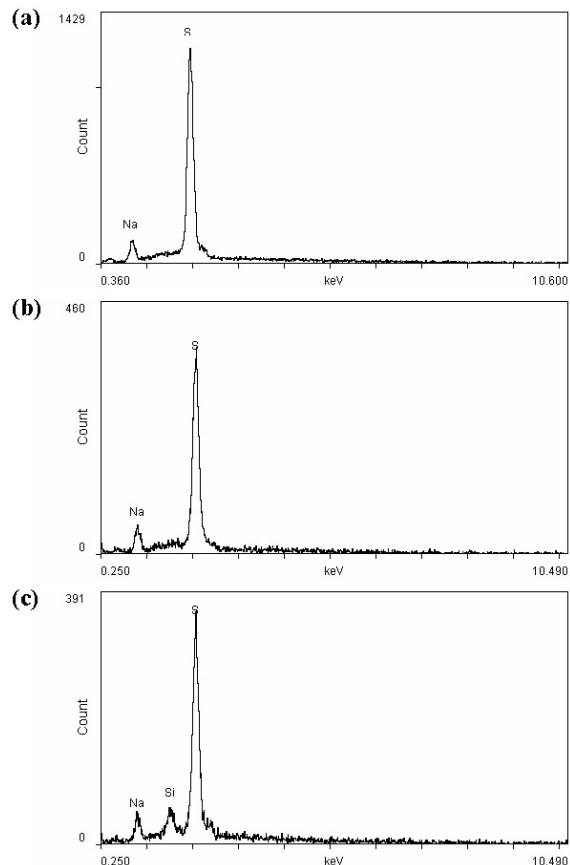 (a)
1429
S
Count
Na
0
0.360 keV 10.600
(b)
460
S
Count
Na
0
0.250 keV 10.490
(c)
391
S
Count
Si
Na
0
0.250 keV 10.490